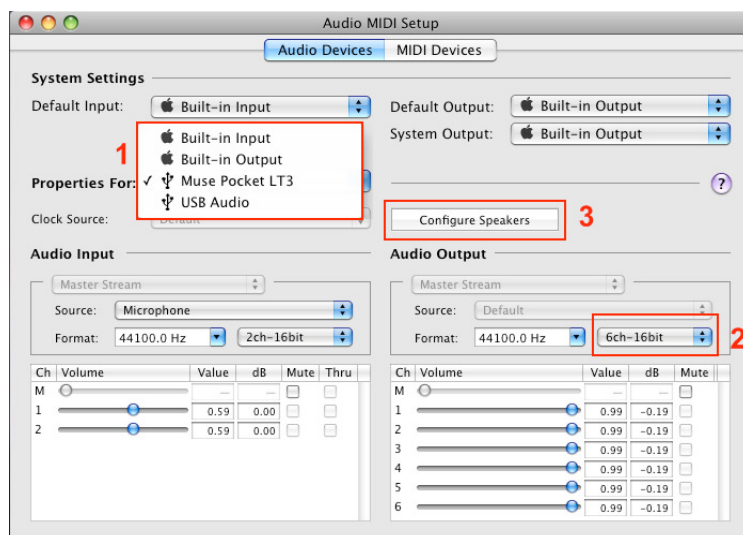 Audio MIDI Setup
Audio Devices MIDI Devices
System Settings
Default Input: Built-in Input
Default Output: Built-in Output
System Output: Built-in Output
1
Built-in Input
Built-in Output
✓ Muse Pocket LT3
USB Audio
Properties For:
?
Clock Source: Default
Configure Speakers
3
Audio Input
Master Stream
Source: Microphone
Format: 44100.0 Hz 2ch-16bit
Ch Volume Value dB Mute Thru
M — —
1 0.59 0.00
2 0.59 0.00
Audio Output
Master Stream
Source: Default
Format: 44100.0 Hz 6ch-16bit
2
Ch Volume Value dB Mute
M — —
1 0.99 -0.19
2 0.99 -0.19
3 0.99 -0.19
4 0.99 -0.19
5 0.99 -0.19
6 0.99 -0.19